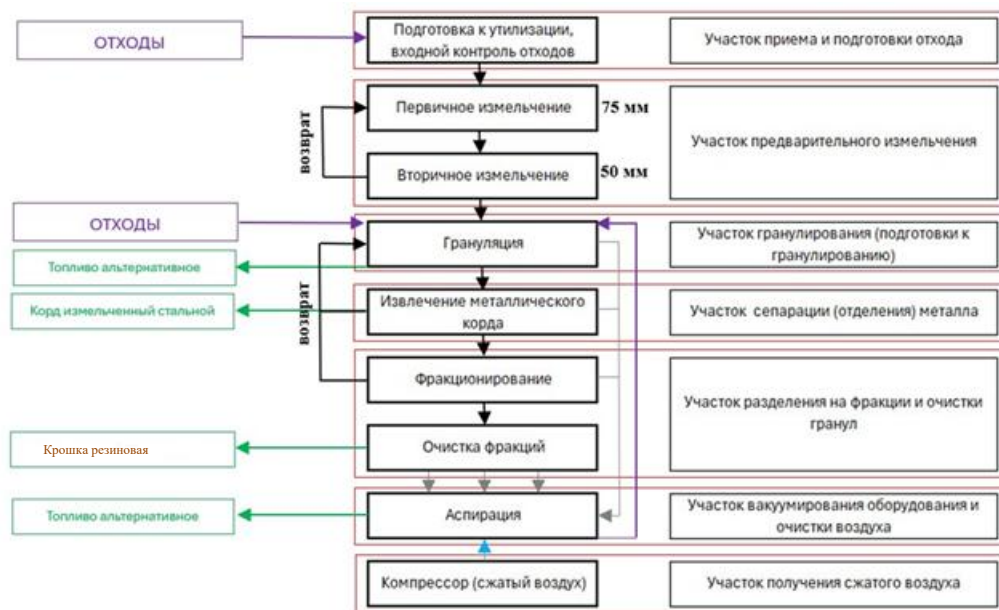 ОТХОДЫ
Подготовка к утилизации,
входной контроль отходов
Участок приема и подготовки отхода
возврат
Первичное измельчение
75 мм
Вторичное измельчение
50 мм
Участок предварительного измельчения
ОТХОДЫ
Грануляция
Участок гранулирования (подготовки к
гранулированию)
Топливо альтернативное
Корд измельченный стальной
возврат
Извлечение металлического
корда
Участок сепарации (отделения) металла
Фракционирование
Участок разделения на фракции и очистки
гранул
Крошка резиновая
Очистка фракций
Топливо альтернативное
Аспирация
Участок вакуумирования оборудования и
очистки воздуха
Компрессор (сжатый воздух)
Участок получения сжатого воздуха